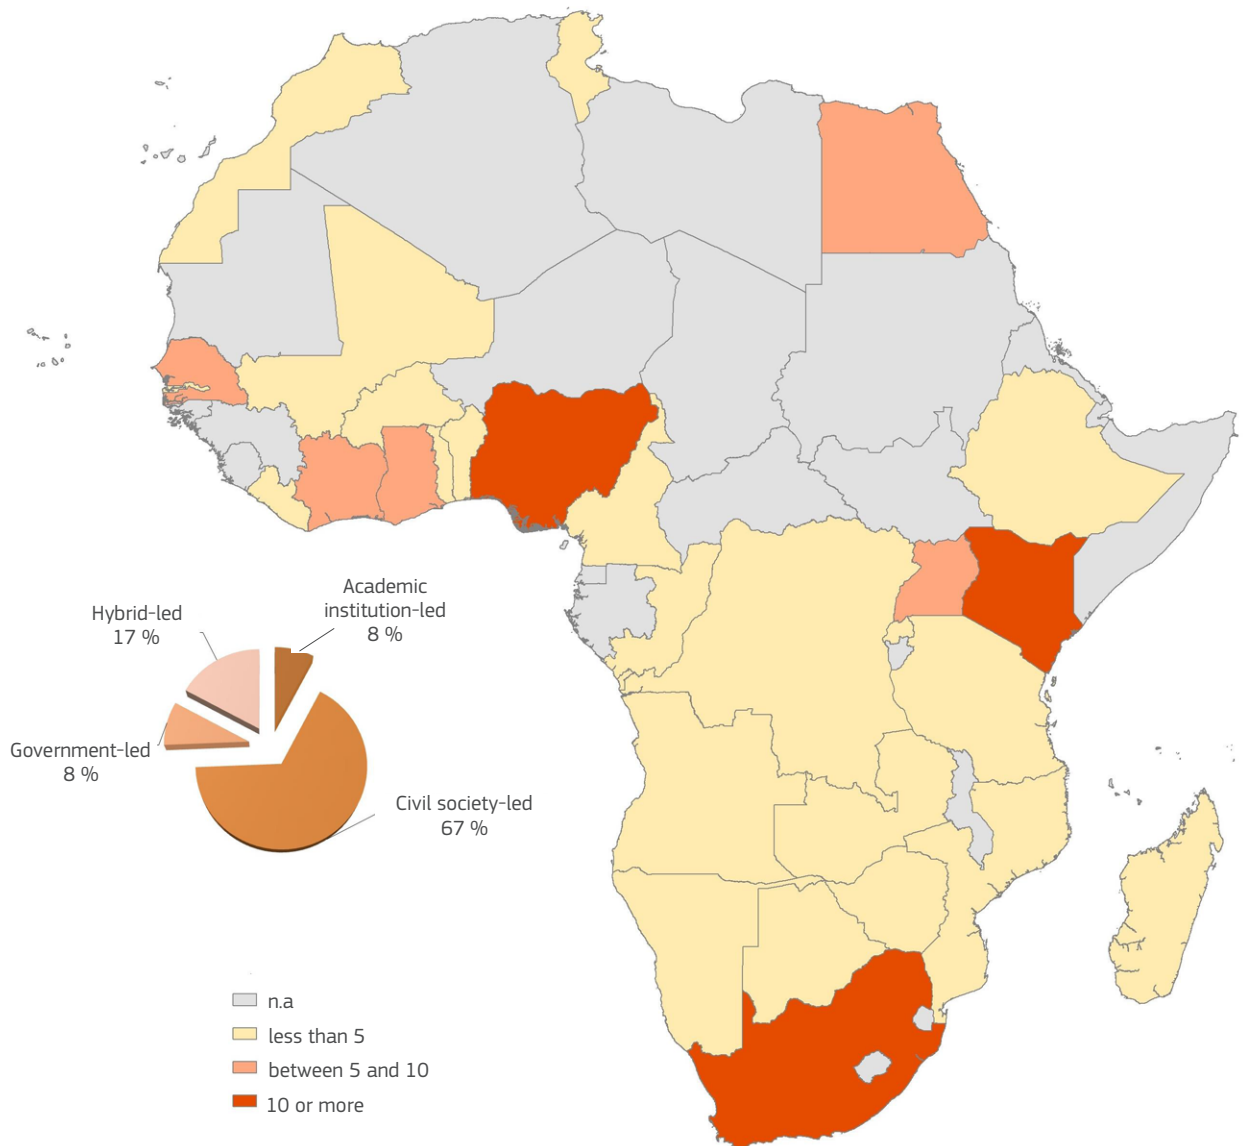 Academic
institution-led
8 %
Hybrid-led
17 %
Government-led
8 %
Civil society-led
67 %
n.a
less than 5
between 5 and 10
10 or more